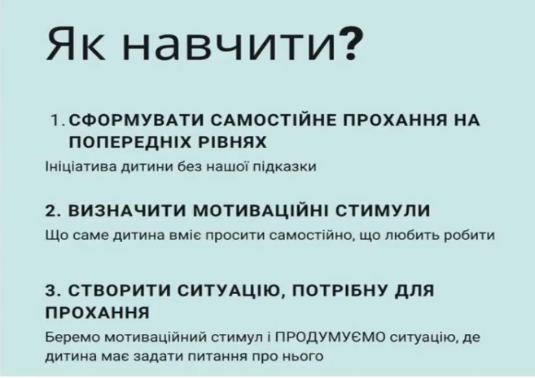 Як навчити?
1. СФОРМУВАТИ САМОСТІЙНЕ ПРОХАННЯ НА
ПОПЕРЕДНІХ РІВНЯХ
Ініціатива дитини без нашої підказки
2. ВИЗНАЧИТИ МОТИВАЦІЙНІ СТИМУЛИ
Що саме дитина вміє просити самостійно, що любить робити
3. СТВОРИТИ СИТУАЦІЮ, ПОТРІБНУ ДЛЯ
ПРОХАННЯ
Беремо мотиваційний стимул і ПРОДУМУЄМО ситуацію, де
дитина має задати питання про нього